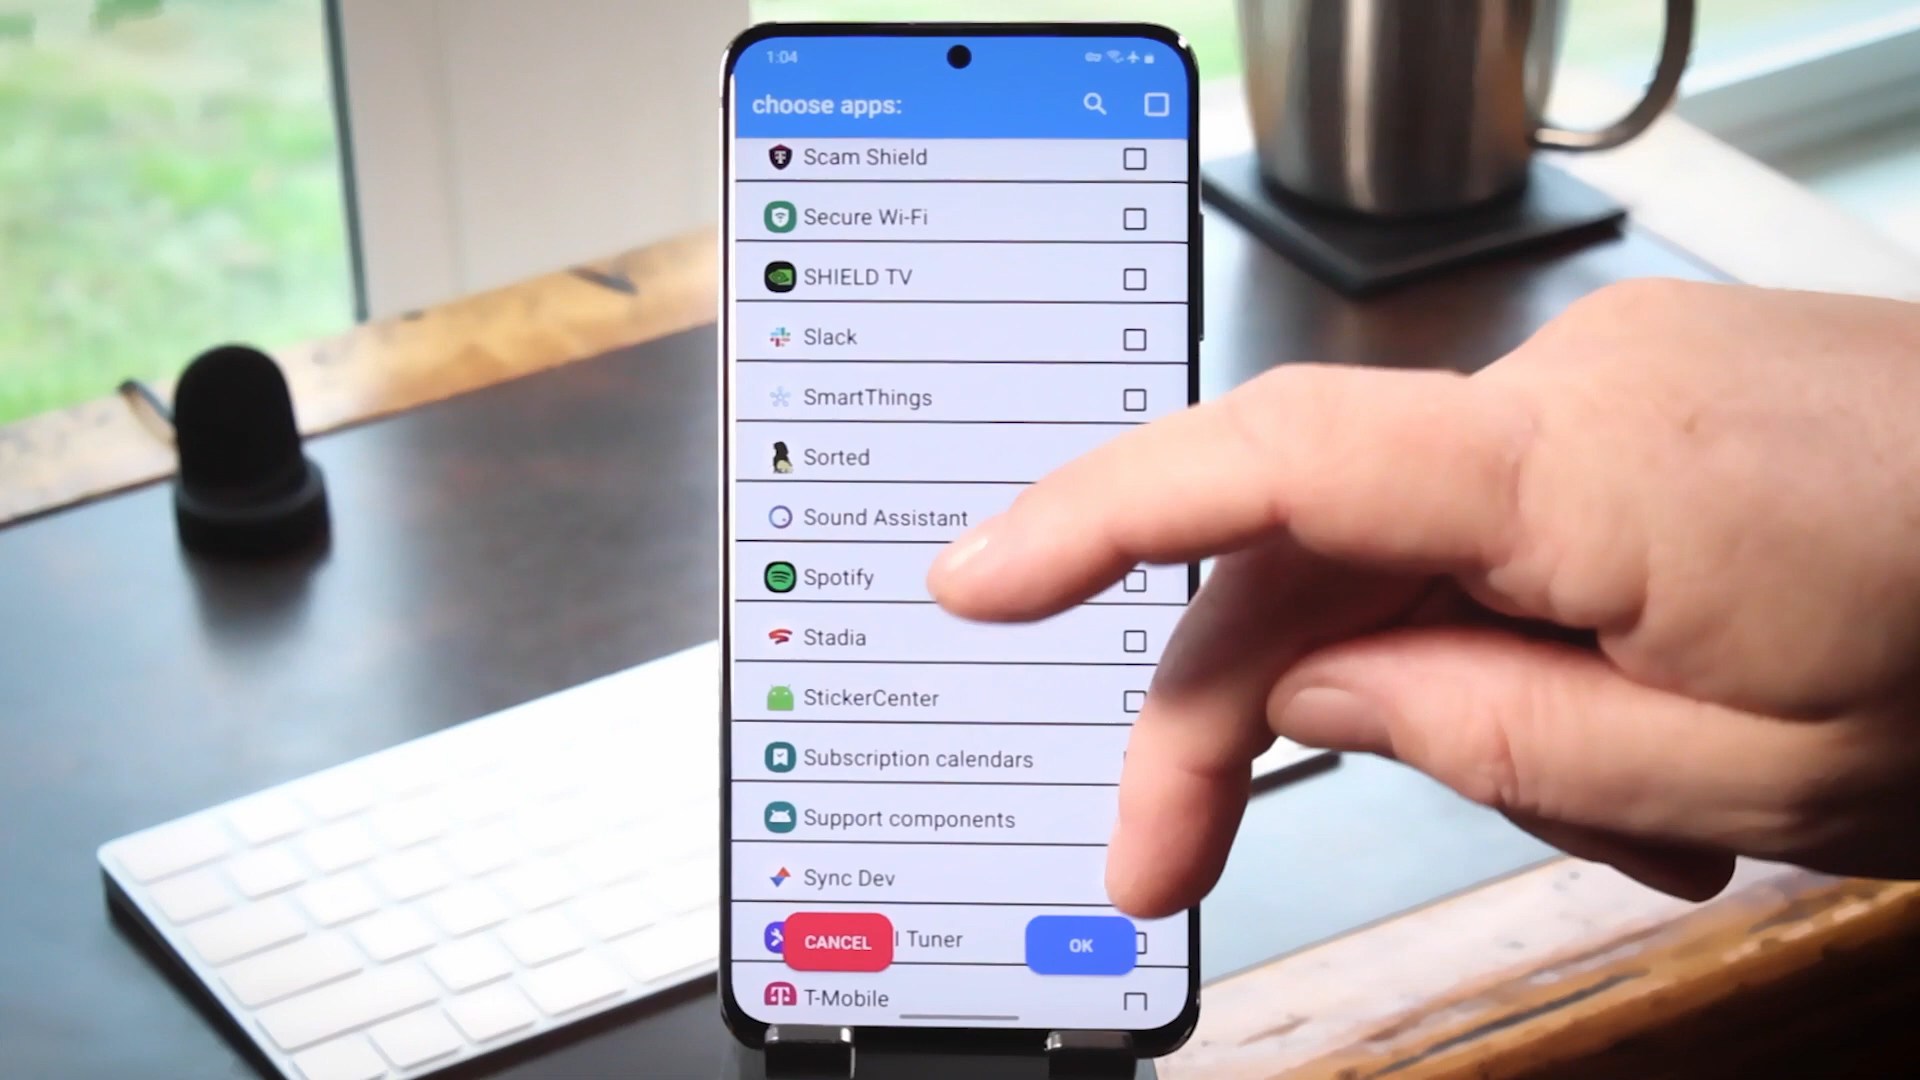 1:04
choose apps:
Scam Shield
Secure Wi-Fi
SHIELD TV
Slack
SmartThings
Sorted
Sound Assistant
Spotify
Stadia
StickerCenter
Subscription calendars
Support components
Sync Dev
Tuner
CANCEL
OK
T-Mobile